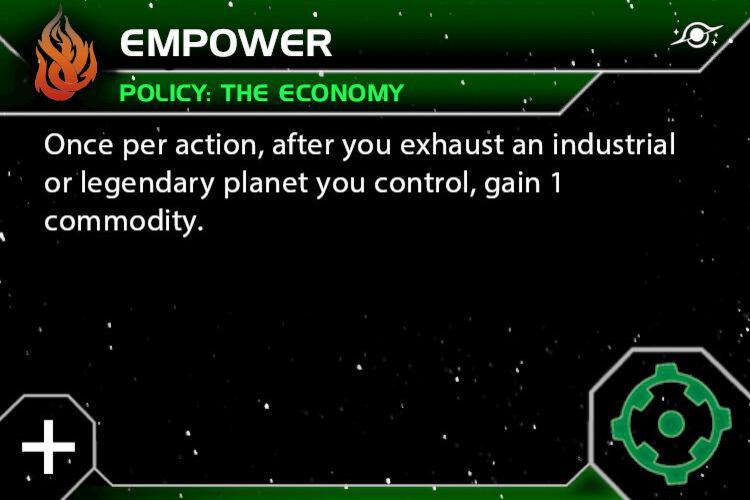 EMPOWER
POLICY: THE ECONOMY
Once per action, after you exhaust an industrial
or legendary planet you control, gain 1
commodity.
+